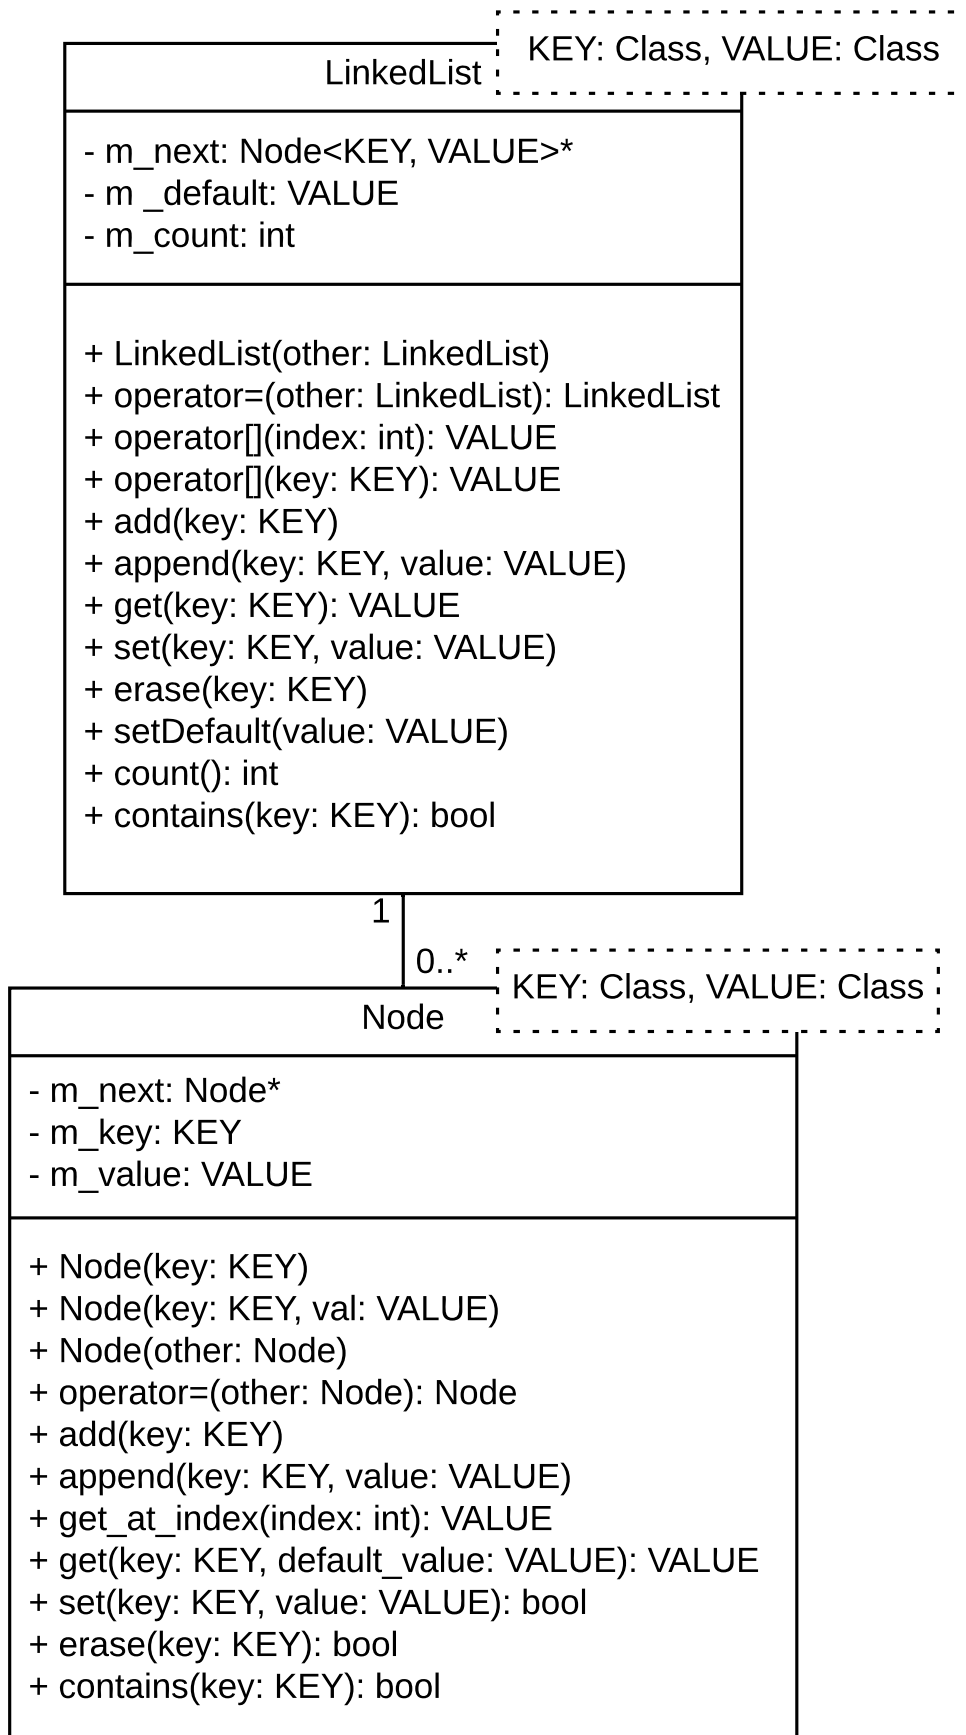 KEY: Class, VALUE: Class
LinkedList
- m_next: Node<KEY, VALUE>*
- m _default: VALUE
- m_count: int
+ LinkedList(other: LinkedList)
+ operator=(other: LinkedList): LinkedList
+ operator[](index: int): VALUE
+ operator[](key: KEY): VALUE
+ add(key: KEY)
+ append(key: KEY, value: VALUE)
+ get(key: KEY): VALUE
+ set(key: KEY, value: VALUE)
+ erase(key: KEY)
+ setDefault(value: VALUE)
+ count(): int
+ contains(key: KEY): bool
1
0..*
KEY: Class, VALUE: Class
Node
- m_next: Node*
- m_key: KEY
- m_value: VALUE
+ Node(key: KEY)
+ Node(key: KEY, val: VALUE)
+ Node(other: Node)
+ operator=(other: Node): Node
+ add(key: KEY)
+ append(key: KEY, value: VALUE)
+ get_at_index(index: int): VALUE
+ get(key: KEY, default_value: VALUE): VALUE
+ set(key: KEY, value: VALUE): bool
+ erase(key: KEY): bool
+ contains(key: KEY): bool